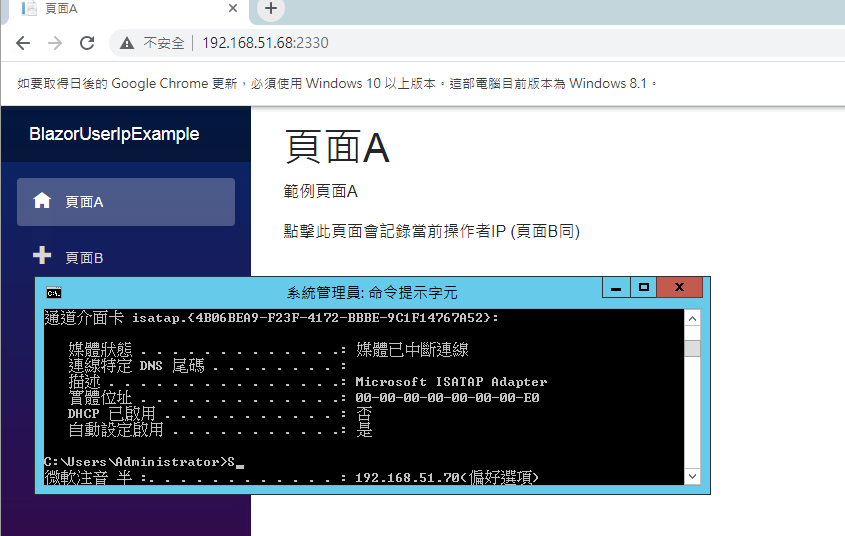 頁面A
不安全 | 192.168.51.68:2330
如要取得日後的 Google Chrome 更新，必須使用 Windows 10 以上版本。這部電腦目前版本為 Windows 8.1。
BlazorUserIpExample
頁面A
頁面B
頁面A
範例頁面A
點擊此頁面會記錄當前操作者IP (頁面B同)
系統管理員: 命令提示字元
通道介面卡 isatap.{4B06BEA9-F23F-4172-BBBE-9C1F14767A52}:
媒體狀態 . . . . . . . . . . . . .: 媒體已中斷連線
連線特定 DNS 尾碼 . . . . . . . . :
描述 . . . . . . . . . . . . . . .: Microsoft ISATAP Adapter
實體位址 . . . . . . . . . . . . .: 00-00-00-00-00-00-00-E0
DHCP 已啟用 . . . . . . . . . . . : 否
自動設定啟用 . . . . . . . . . . .: 是
C:\Users\Administrator>S_
微軟注音 半 :. . . . . . . . . . . . : 192.168.51.70(偏好選項)